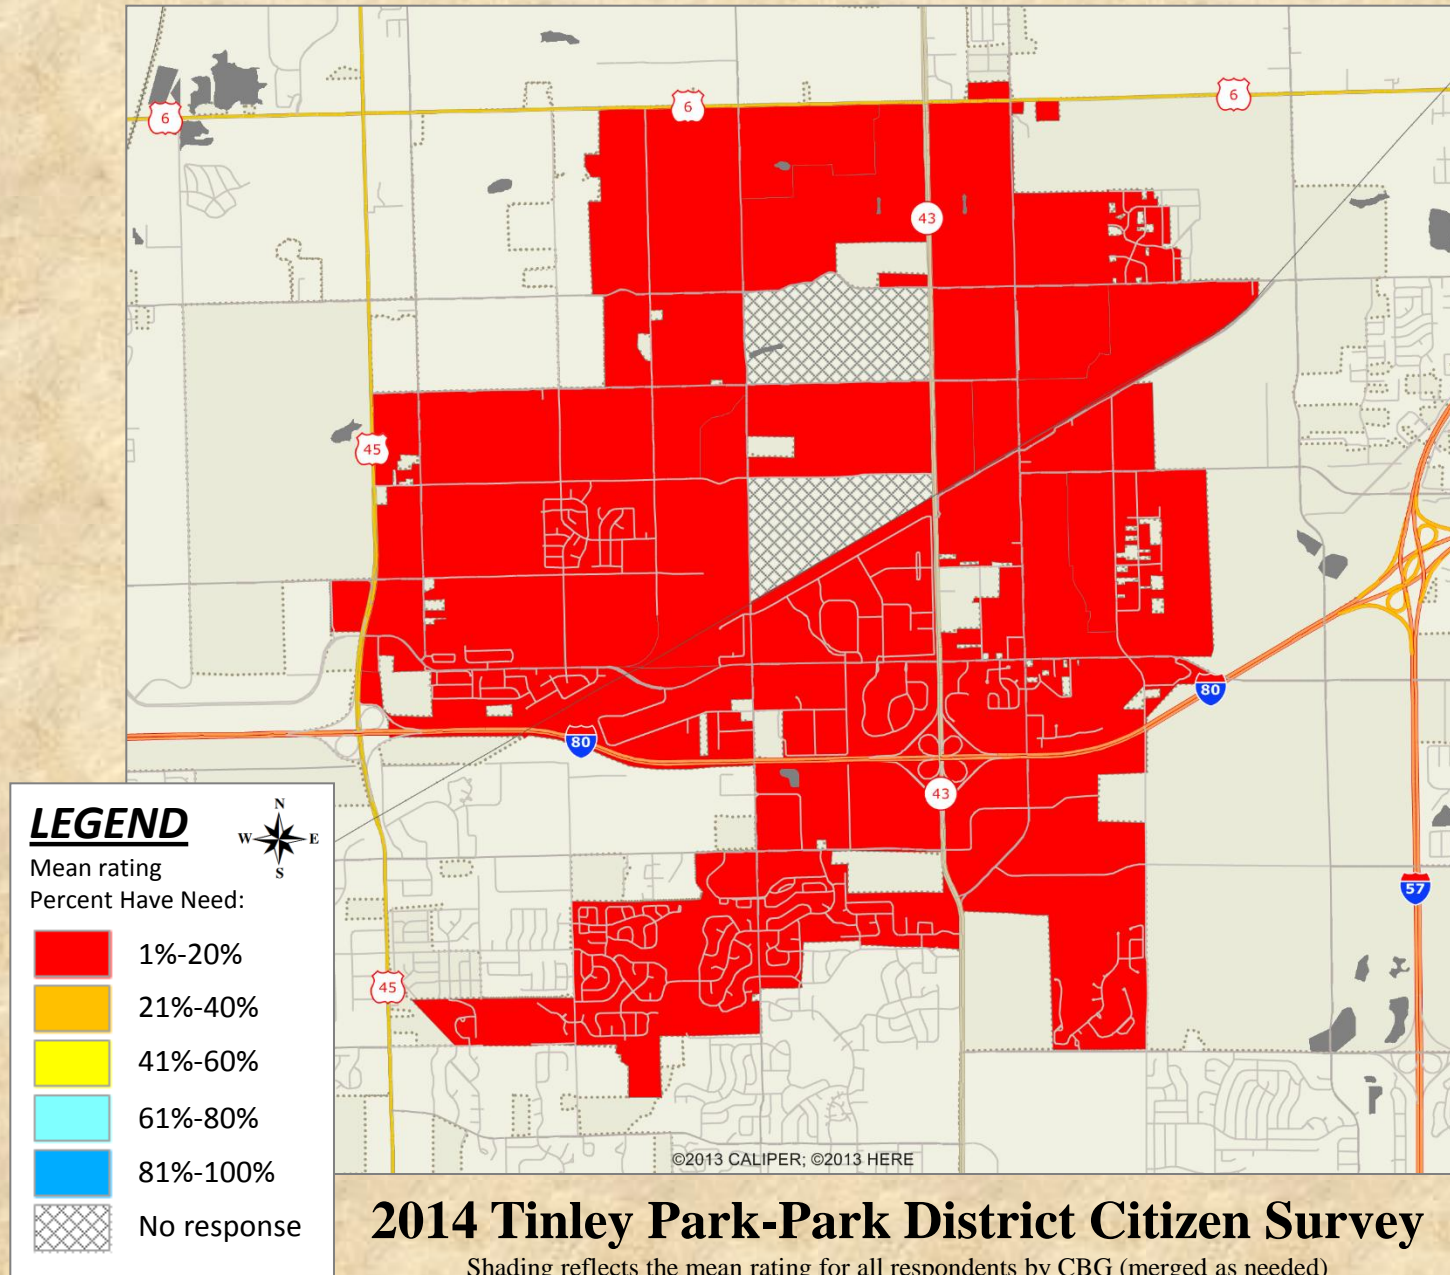 6
6
6
43
45
80
80
43
57
45
LEGEND
N
W
E
S
Mean rating
Percent Have Need:
1%-20%
21%-40%
41%-60%
61%-80%
81%-100%
No response
©2013 CALIPER; ©2013 HERE
2014 Tinley Park-Park District Citizen Survey
Shading reflects the mean rating for all respondents by CBG (merged as needed)